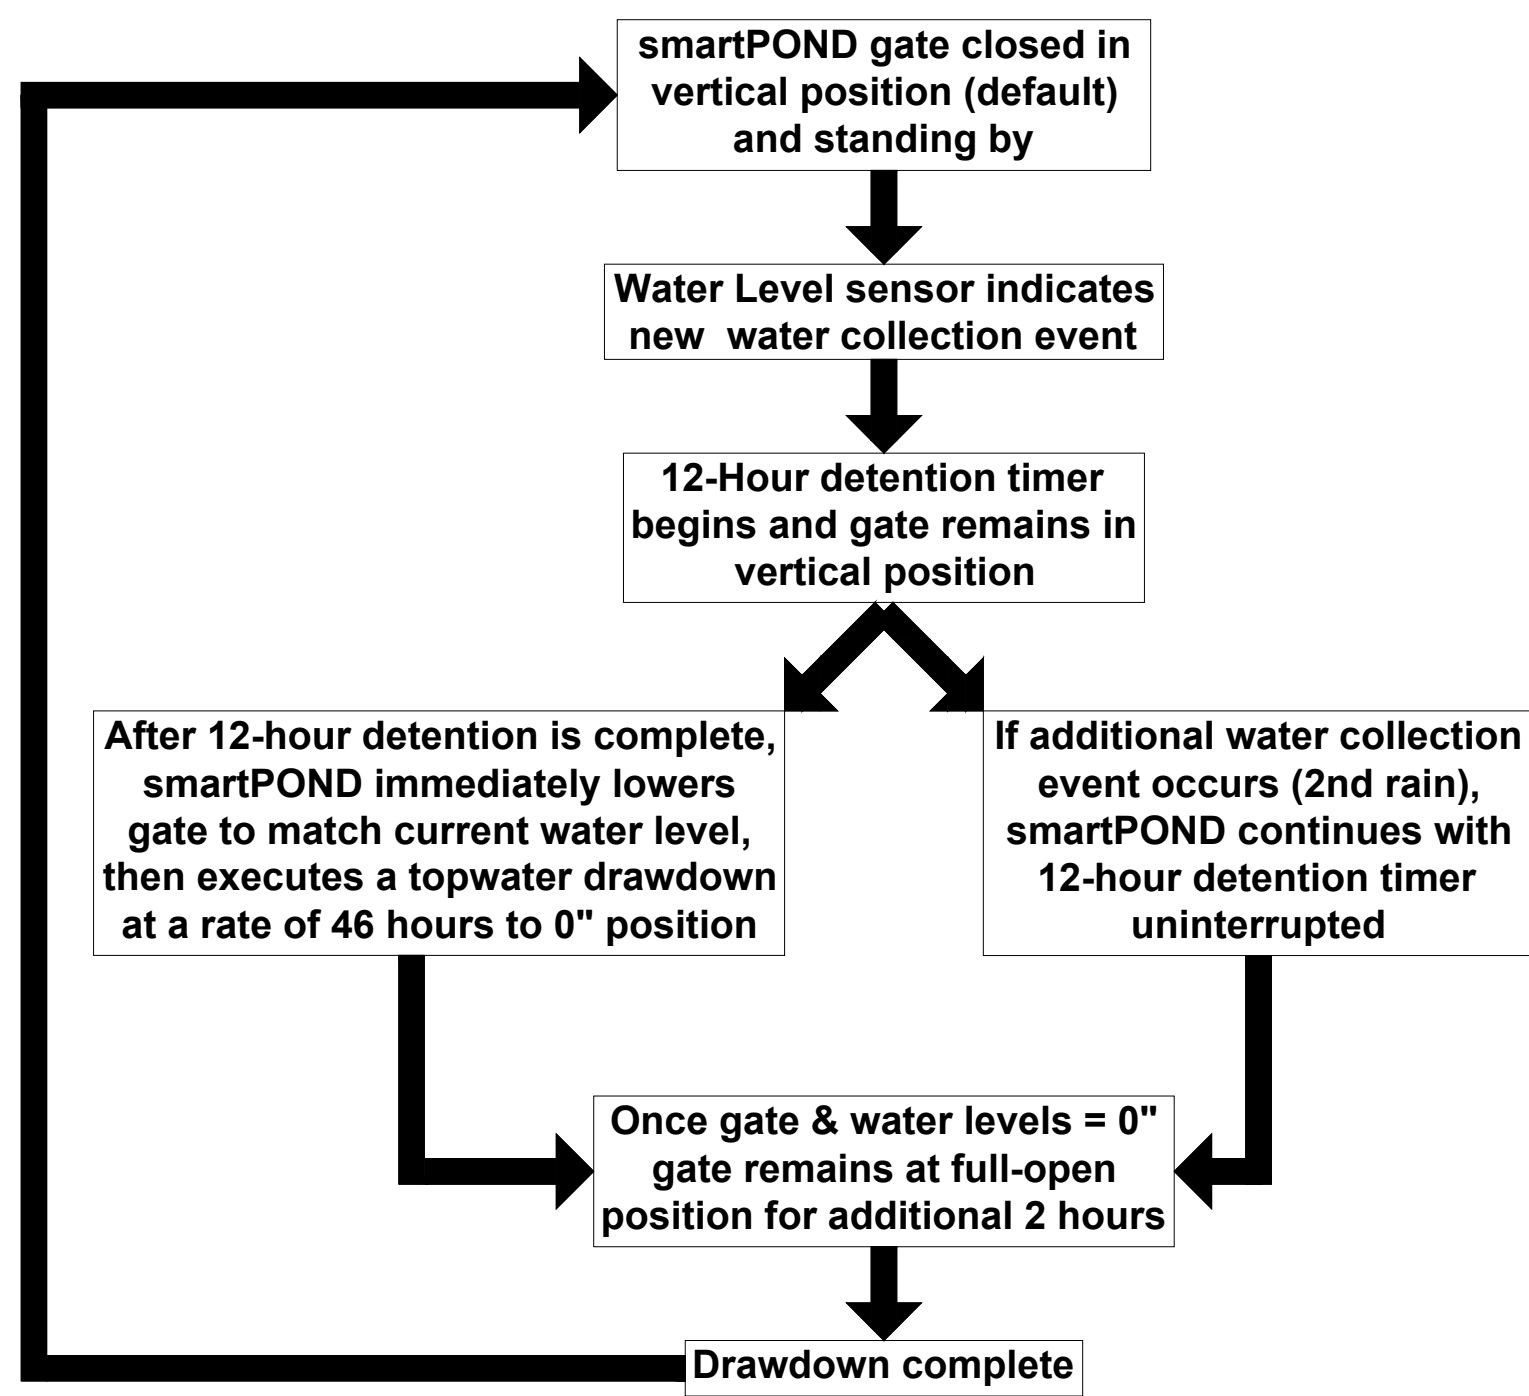 smartPOND gate closed in
vertical position (default)
and standing by
Water Level sensor indicates
new  water collection event
12-Hour detention timer
begins and gate remains in
vertical position
After 12-hour detention is complete,
smartPOND immediately lowers
gate to match current water level,
then executes a topwater drawdown
at a rate of 46 hours to 0" position
If additional water collection
event occurs (2nd rain),
smartPOND continues with
12-hour detention timer
uninterrupted
Once gate & water levels = 0"
gate remains at full-open
position for additional 2 hours
Drawdown complete